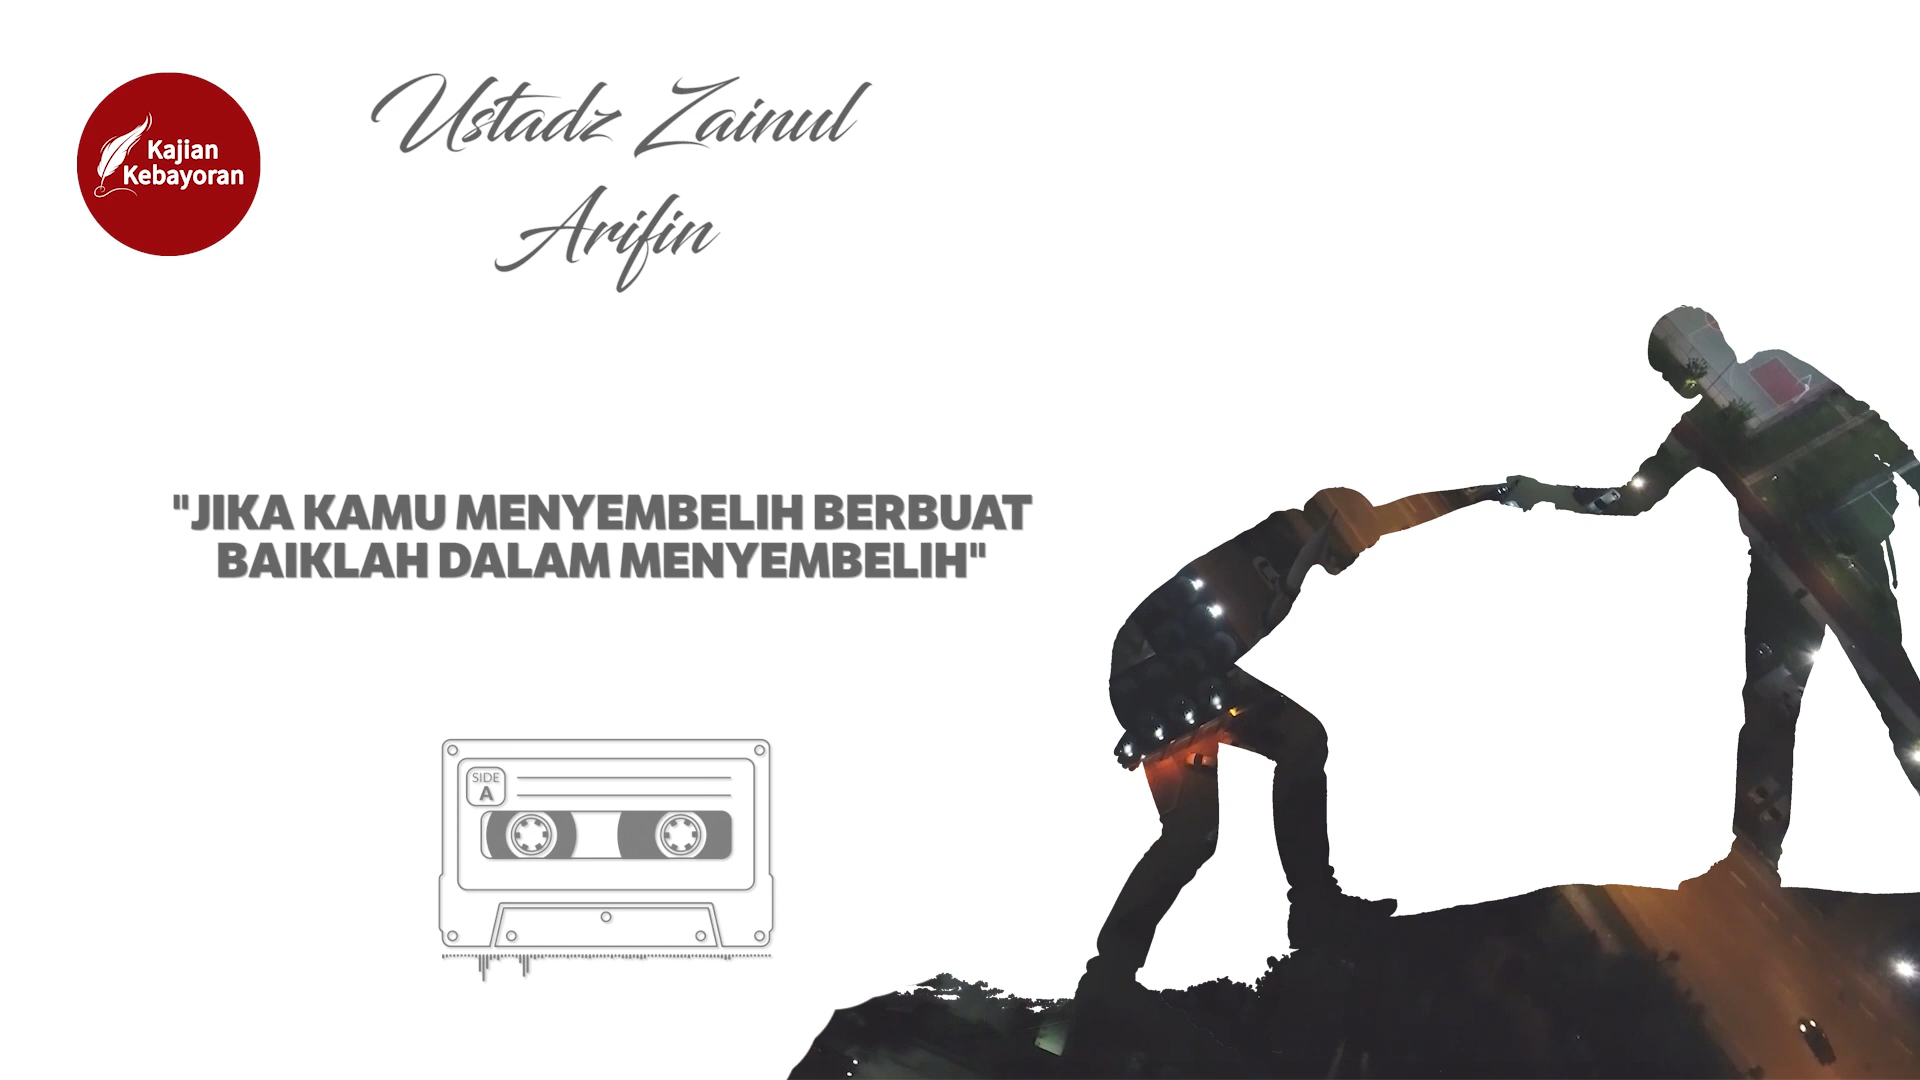 Kajian
Kebayoran
Ustadz Zainul
Arifin
"JIKA KAMU MENYEMBELIH BERBUAT
BAIKLAH DALAM MENYEMBELIH"
SIDE
A